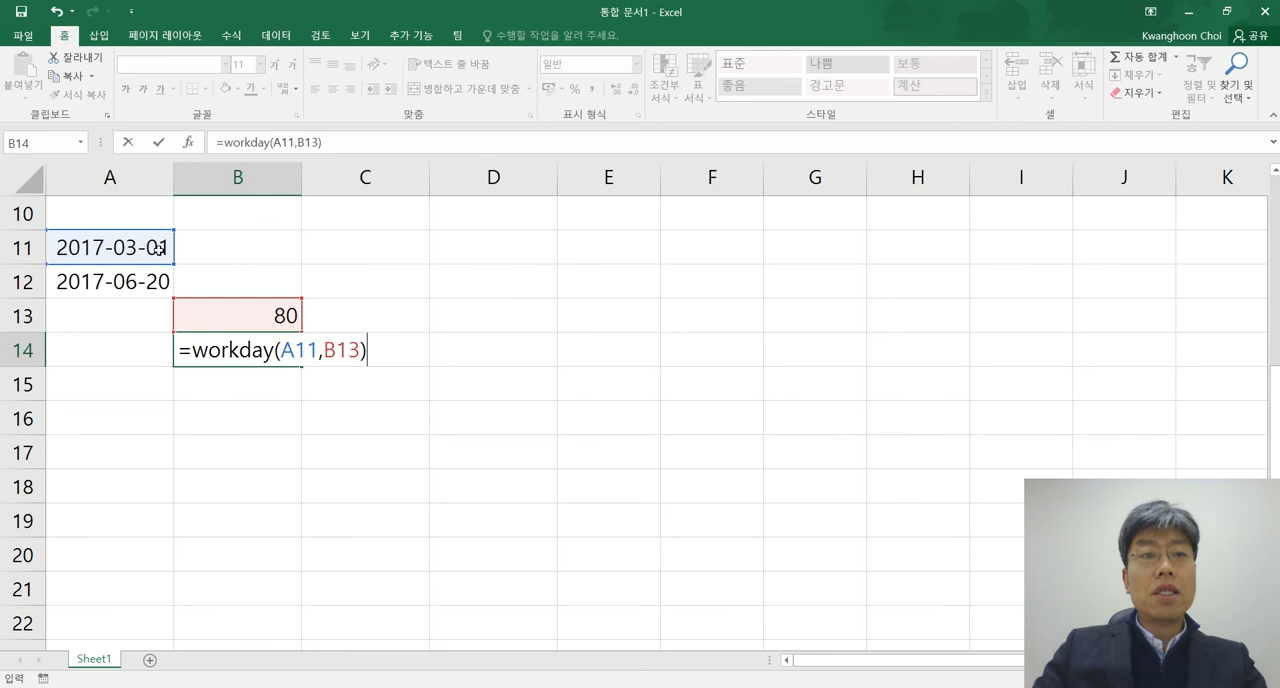 통합 문서1 - Excel
파일 홈 삽입 페이지 레이아웃 수식 데이터 검토 보기 추가 기능 팀 수행할 작업을 알려 주세요. Kwanghoon Choi 공유
붙여넣기
잘라내기
복사
서식 복사
클립보드
11
가 가
가 가 가
글꼴
텍스트 줄 바꿈
병합하고 가운데 맞춤
맞춤
일반
표시 형식
조건부 서식
표 서식
표준 나쁨 보통
좋음 경고문 계산
스타일
삽입 삭제 서식
셀
자동 합계
채우기
지우기
정렬 및 필터
찾기 및 선택
편집
B14 fx =workday(A11,B13)
A B C D E F G H I J K
10
11 2017-03-01
12 2017-06-20
13 80
14 =workday(A11,B13)
15
16
17
18
19
20
21
22
Sheet1
입력